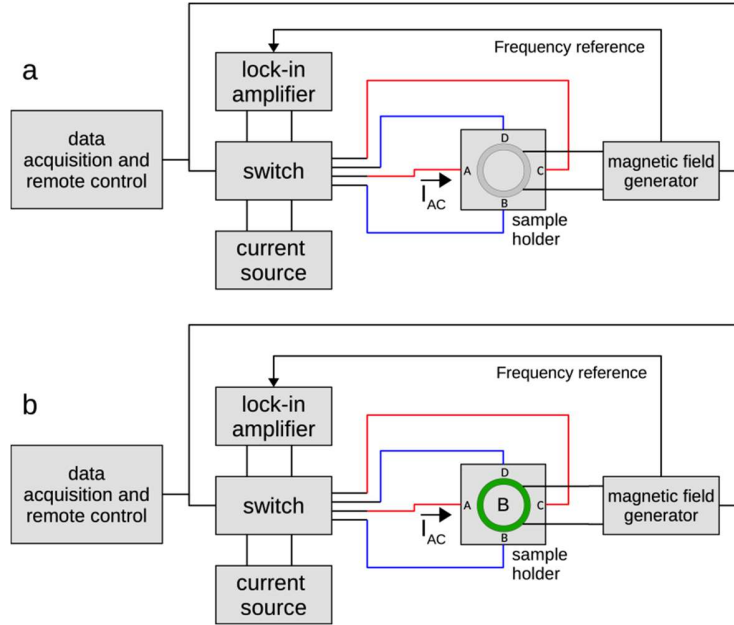 Frequency reference
a
lock-in
amplifier
data
acquisition and
remote control
switch
I
AC
A
D
C
B
magnetic field
generator
sample
holder
current
source
Frequency reference
b
lock-in
amplifier
data
acquisition and
remote control
switch
I
AC
A
D
B
C
B
magnetic field
generator
sample
holder
current
source